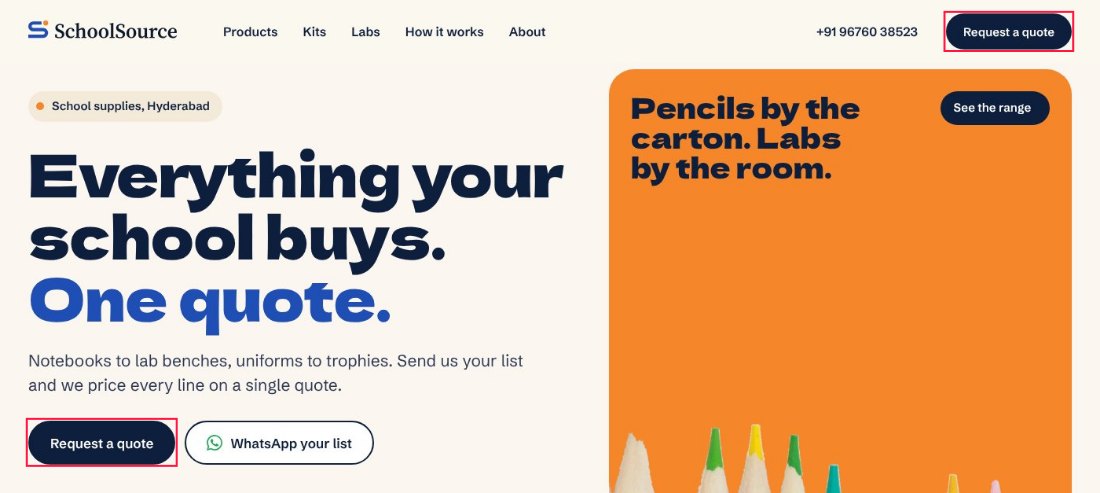 SchoolSource
Products
Kits
Labs
How it works
About
+91 96760 38523
Request a quote
School supplies, Hyderabad
Everything your
school buys.
One quote.
Notebooks to lab benches, uniforms to trophies. Send us your list
and we price every line on a single quote.
Request a quote
WhatsApp your list
Pencils by the
carton. Labs
by the room.
See the range